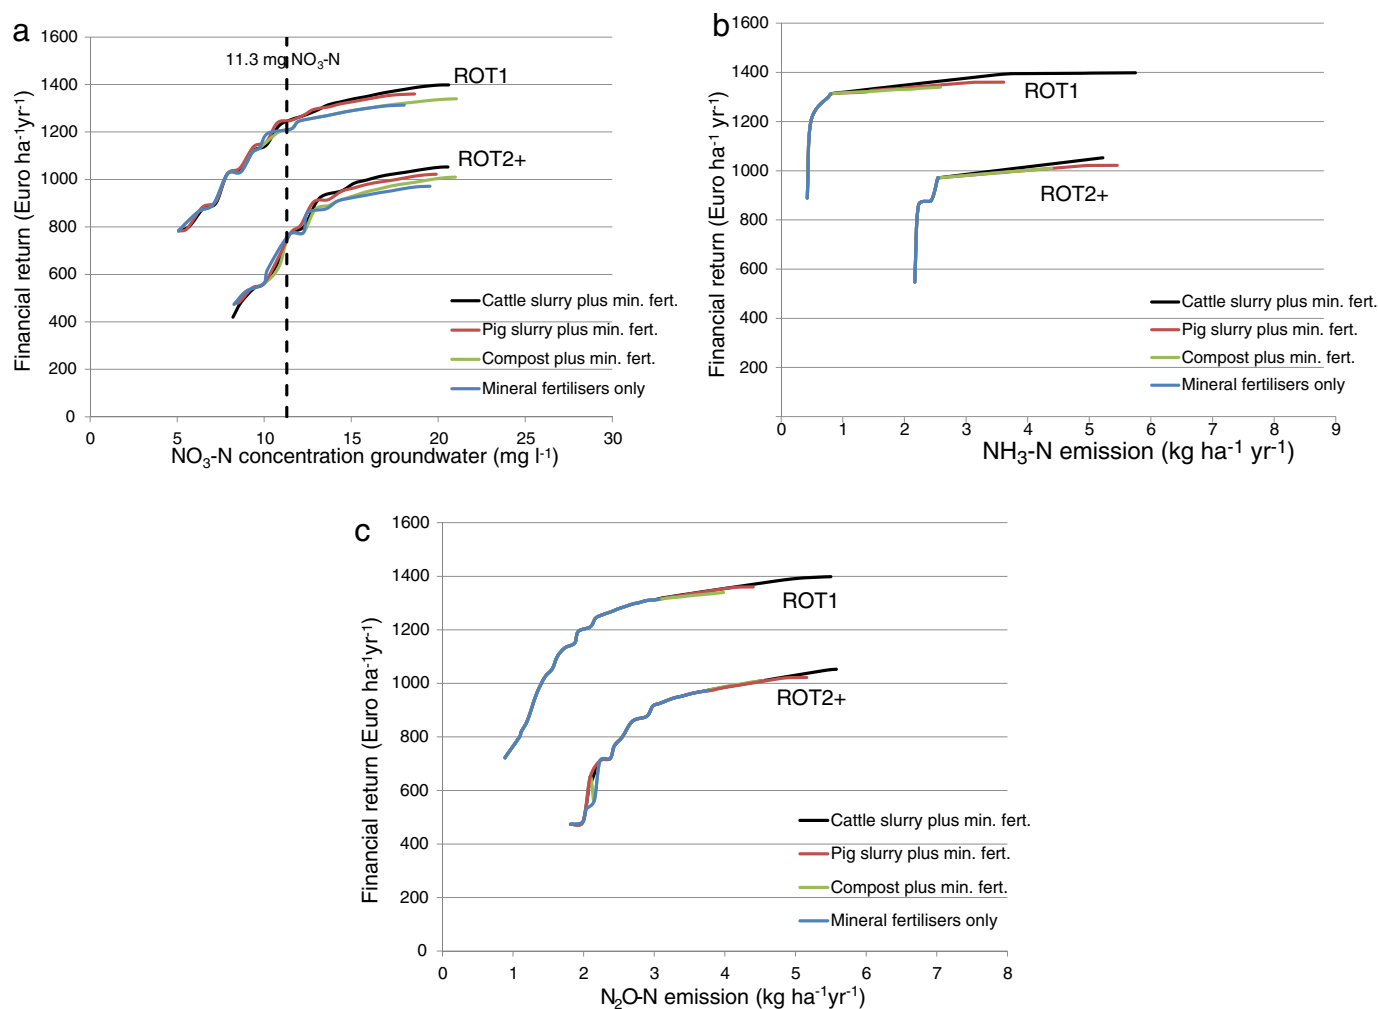 a
1600
1400
1200
1000
800
600
400
200
0
Financial return (Euro ha⁻¹yr⁻¹)
11.3 mg NO₃-N
ROT1
ROT2+
Cattle slurry plus min. fert.
Pig slurry plus min. fert.
Compost plus min. fert.
Mineral fertilisers only
0 5 10 15 20 25 30
NO₃-N concentration groundwater (mg l⁻¹)
b
1600
1400
1200
1000
800
600
400
200
Financial return (Euro ha⁻¹ yr⁻¹)
ROT1
ROT2+
Cattle slurry plus min. fert.
Pig slurry plus min. fert.
Compost plus min. fert.
Mineral fertilisers only
0 1 2 3 4 5 6 7 8 9
NH₃-N emission (kg ha⁻¹ yr⁻¹)
c
1600
1400
1200
1000
800
600
400
200
0
Financial return (Euro ha⁻¹yr⁻¹)
ROT1
ROT2+
Cattle slurry plus min. fert.
Pig slurry plus min. fert.
Compost plus min. fert.
Mineral fertilisers only
0 1 2 3 4 5 6 7 8
N₂O-N emission (kg ha⁻¹yr⁻¹)